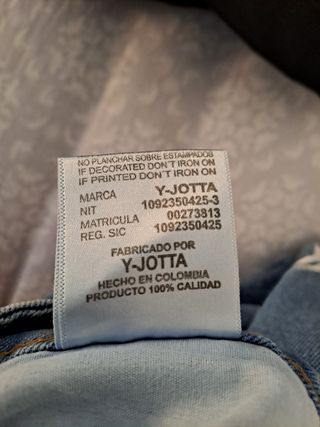 NO PLANCHAR SOBRE ESTAMPADOS
IF DECORATED DON'T IRON ON
IF PRINTED DON'T IRON ON
MARCA Y-JOTTA
NIT 1092350425-3
MATRICULA 00273813
REG. SIC 1092350425
FABRICADO POR
Y-JOTTA
HECHO EN COLOMBIA
PRODUCTO 100% CALIDAD